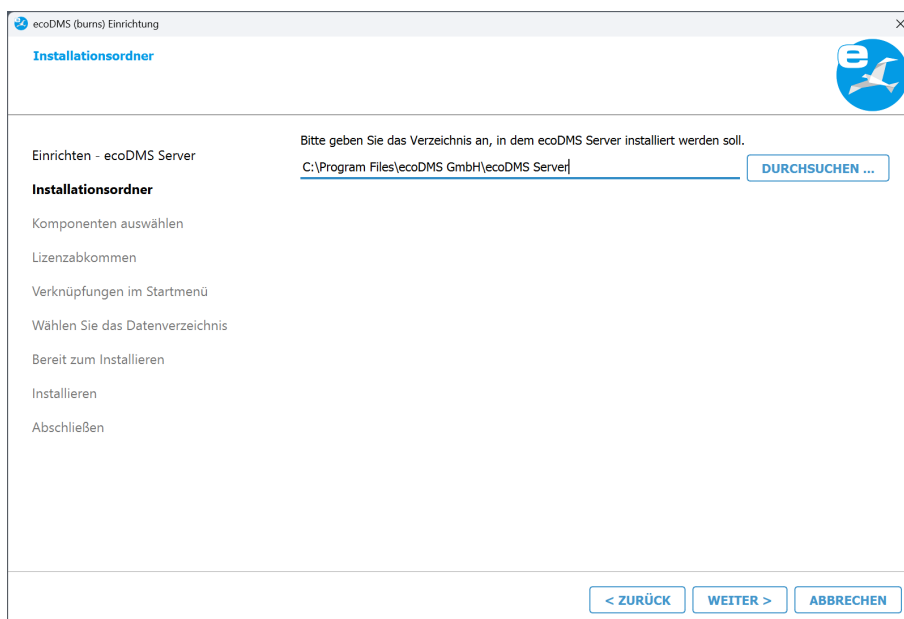 ecoDMS (burns) Einrichtung
Installationsordner
e
Einrichten - ecoDMS Server
Installationsordner
Komponenten auswählen
Lizenzabkommen
Verknüpfungen im Startmenü
Wählen Sie das Datenverzeichnis
Bereit zum Installieren
Installieren
Abschließen
Bitte geben Sie das Verzeichnis an, in dem ecoDMS Server installiert werden soll.
C:\Program Files\ecoDMS GmbH\ecoDMS Server
DURCHSUCHEN ...
< ZURÜCK
WEITER >
ABBRECHEN